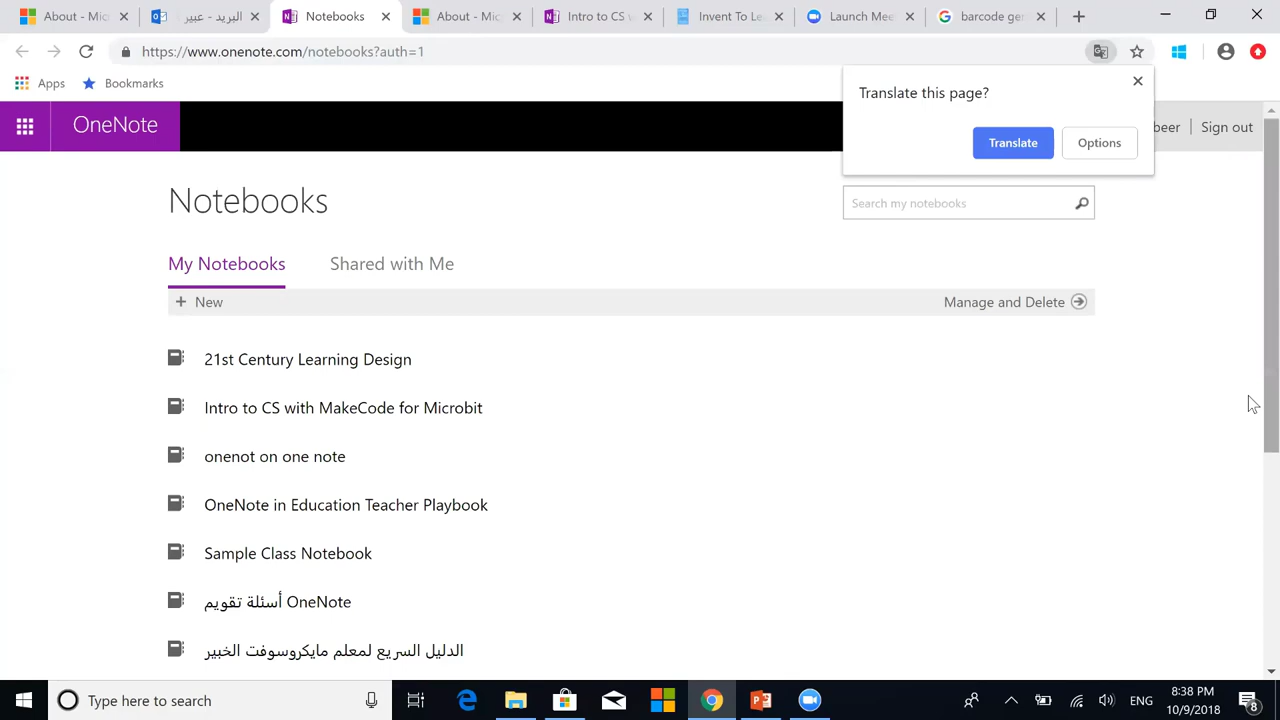 About - Mic
البريد - عبير
Notebooks
About - Mic
Intro to CS w
Invent To Le
Launch Mee
barcode ge
https://www.onenote.com/notebooks?auth=1
Apps
Bookmarks
Translate this page?
Translate
Options
OneNote
beer
Sign out
Notebooks
Search my notebooks
My Notebooks
Shared with Me
+ New
Manage and Delete
21st Century Learning Design
Intro to CS with MakeCode for Microbit
onenot on one note
OneNote in Education Teacher Playbook
Sample Class Notebook
أسئلة تقويم OneNote
الدليل السريع لمعلم مايكروسوفت الخبير
Type here to search
ENG
8:38 PM
10/9/2018
8